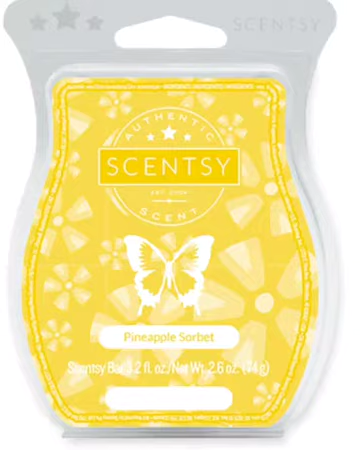 SCENTSY
AUTHENTIC
SCENTSY
EST. 2004
SCENT
Pineapple Sorbet
Scentsy Bar 3.2 fl. oz./Net Wt. 2.6 oz. (74g)